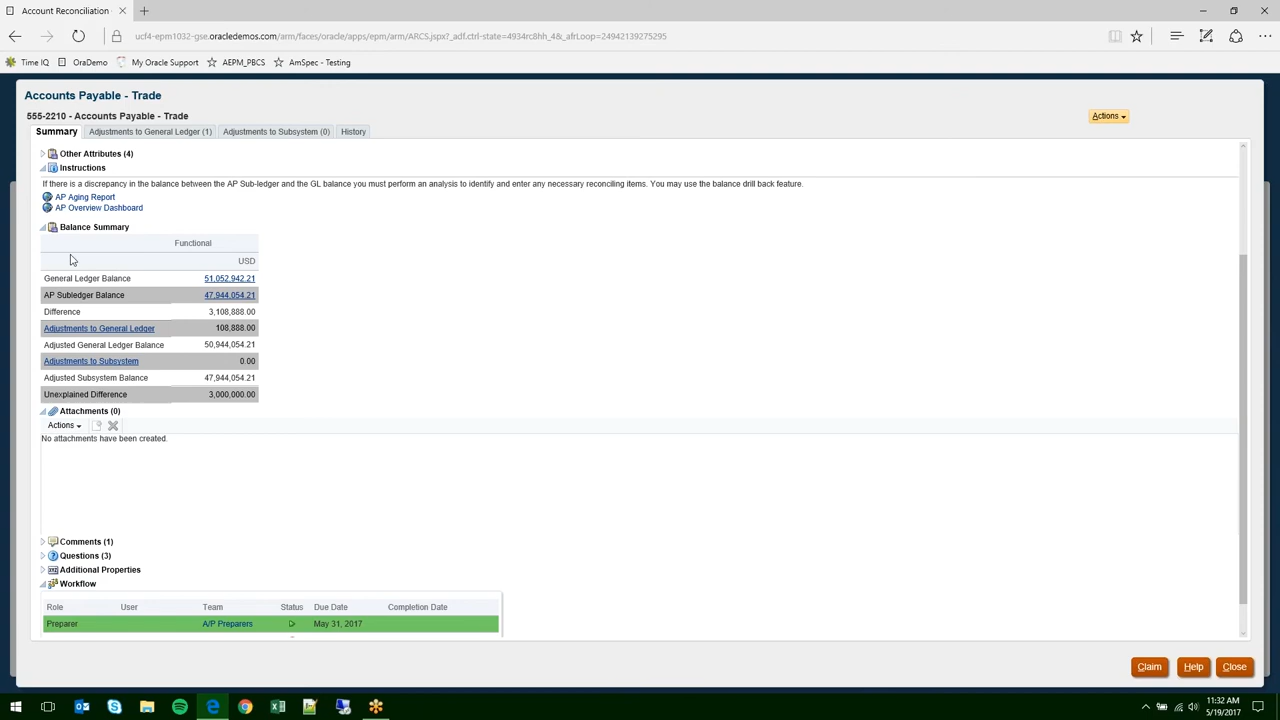 Account Reconciliation
ucf4-epm1032-gse.oracledemos.com/arm/faces/oracle/apps/epm/arm/ARCS.jspx?_adf.ctrl-state=4934rc8hh_4&_afrLoop=24942139275295
Time IQ OraDemo My Oracle Support AEPM_PBCS AmSpec - Testing
Accounts Payable - Trade
555-2210 - Accounts Payable - Trade
Actions
Summary Adjustments to General Ledger (1) Adjustments to Subsystem (0) History
Other Attributes (4)
Instructions
If there is a discrepancy in the balance between the AP Sub-ledger and the GL balance you must perform an analysis to identify and enter any necessary reconciling items. You may use the balance drill back feature.
AP Aging Report
AP Overview Dashboard
Balance Summary
Functional
USD
General Ledger Balance 51,052,942.21
AP Subledger Balance 47,944,054.21
Difference 3,108,888.00
Adjustments to General Ledger 108,888.00
Adjusted General Ledger Balance 50,944,054.21
Adjustments to Subsystem 0.00
Adjusted Subsystem Balance 47,944,054.21
Unexplained Difference 3,000,000.00
Attachments (0)
Actions
No attachments have been created.
Comments (1)
Questions (3)
Additional Properties
Workflow
Role User Team Status Due Date Completion Date
Preparer A/P Preparers May 31, 2017
Claim Help Close
11:32 AM
5/19/2017